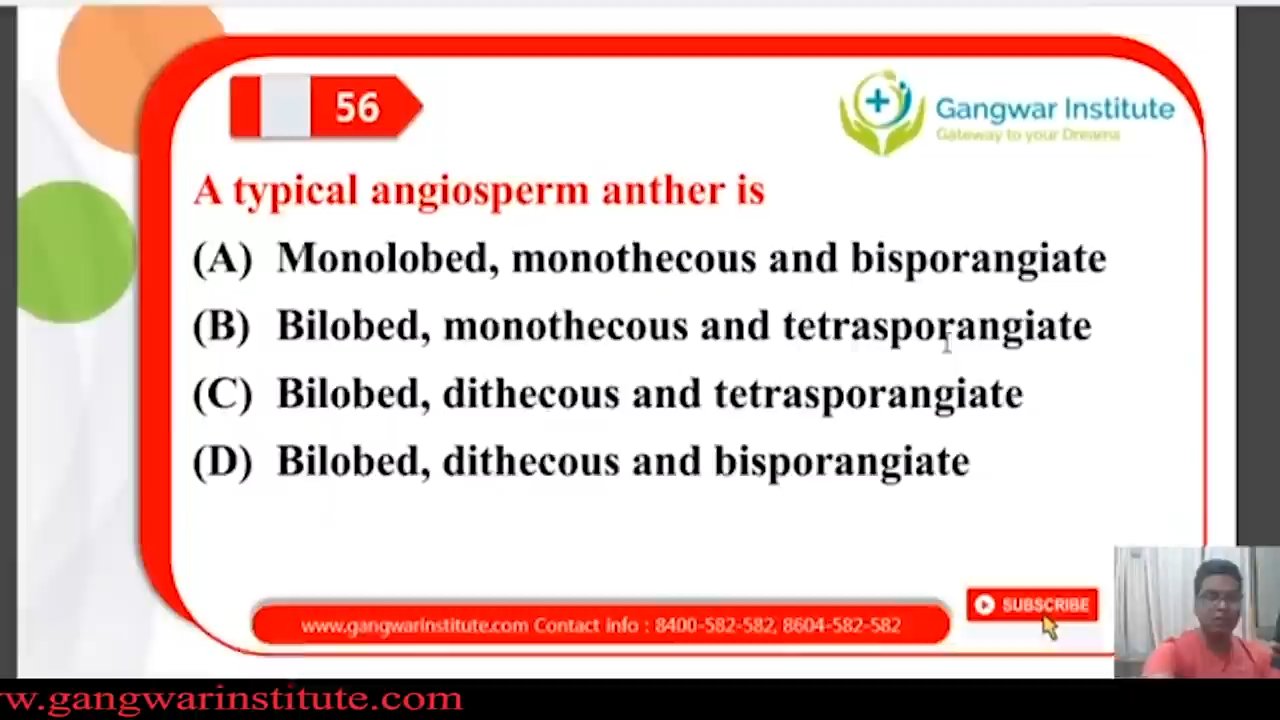 56
Gangwar Institute
Gateway to your Dreams
A typical angiosperm anther is
(A) Monolobed, monothecous and bisporangiate
(B) Bilobed, monothecous and tetrasporangiate
(C) Bilobed, dithecous and tetrasporangiate
(D) Bilobed, dithecous and bisporangiate
SUBSCRIBE
www.gangwarinstitute.com Contact info : 8400-582-582, 8604-582-582
w.gangwarinstitute.com